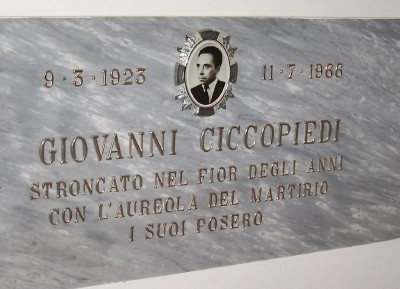 9-3-1923 11-7-1966
GIOVANNI CICCOPIEDI
STRONCATO NEL FIOR DEGLI ANNI
CON L'AUREOLA DEL MARTIRIO
I SUOI POSERO